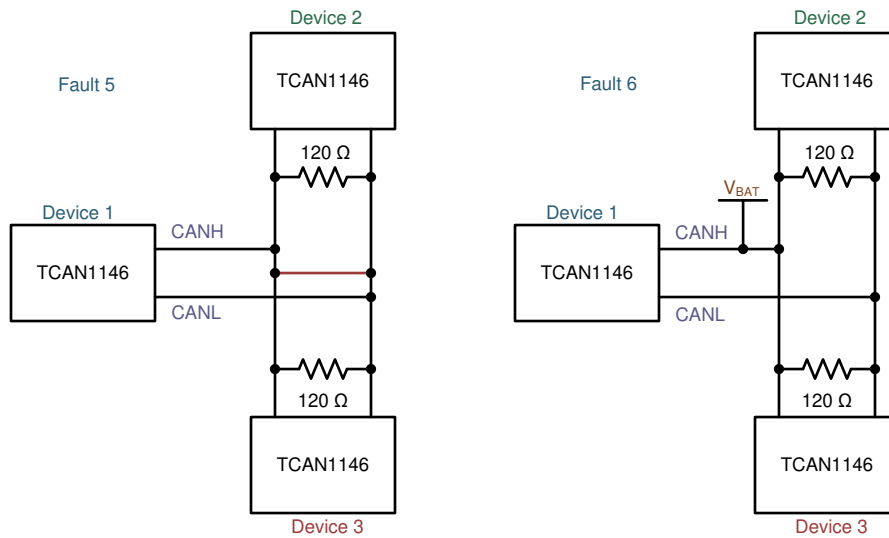 Device 2
TCAN1146
Fault 5
120 Ω
Device 1
CANH
TCAN1146
CANL
120 Ω
TCAN1146
Device 3
Device 2
TCAN1146
Fault 6
120 Ω
VBAT
Device 1
CANH
TCAN1146
CANL
120 Ω
TCAN1146
Device 3